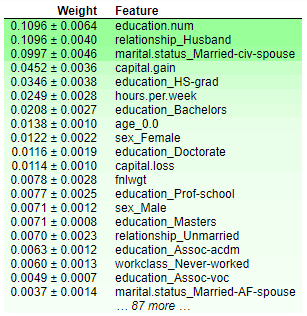 Weight Feature
0.1096 ± 0.0064 education.num
0.1096 ± 0.0040 relationship_Husband
0.0997 ± 0.0046 marital.status_Married-civ-spouse
0.0452 ± 0.0036 capital.gain
0.0346 ± 0.0038 education_HS-grad
0.0249 ± 0.0028 hours.per.week
0.0208 ± 0.0027 education_Bachelors
0.0138 ± 0.0010 age_0.0
0.0122 ± 0.0022 sex_Female
0.0116 ± 0.0019 education_Doctorate
0.0114 ± 0.0010 capital.loss
0.0078 ± 0.0028 fnlwgt
0.0077 ± 0.0025 education_Prof-school
0.0071 ± 0.0012 sex_Male
0.0071 ± 0.0008 education_Masters
0.0070 ± 0.0023 relationship_Unmarried
0.0063 ± 0.0012 education_Assoc-acdm
0.0060 ± 0.0013 workclass_Never-worked
0.0049 ± 0.0007 education_Assoc-voc
0.0037 ± 0.0014 marital.status_Married-AF-spouse
… 87 more …